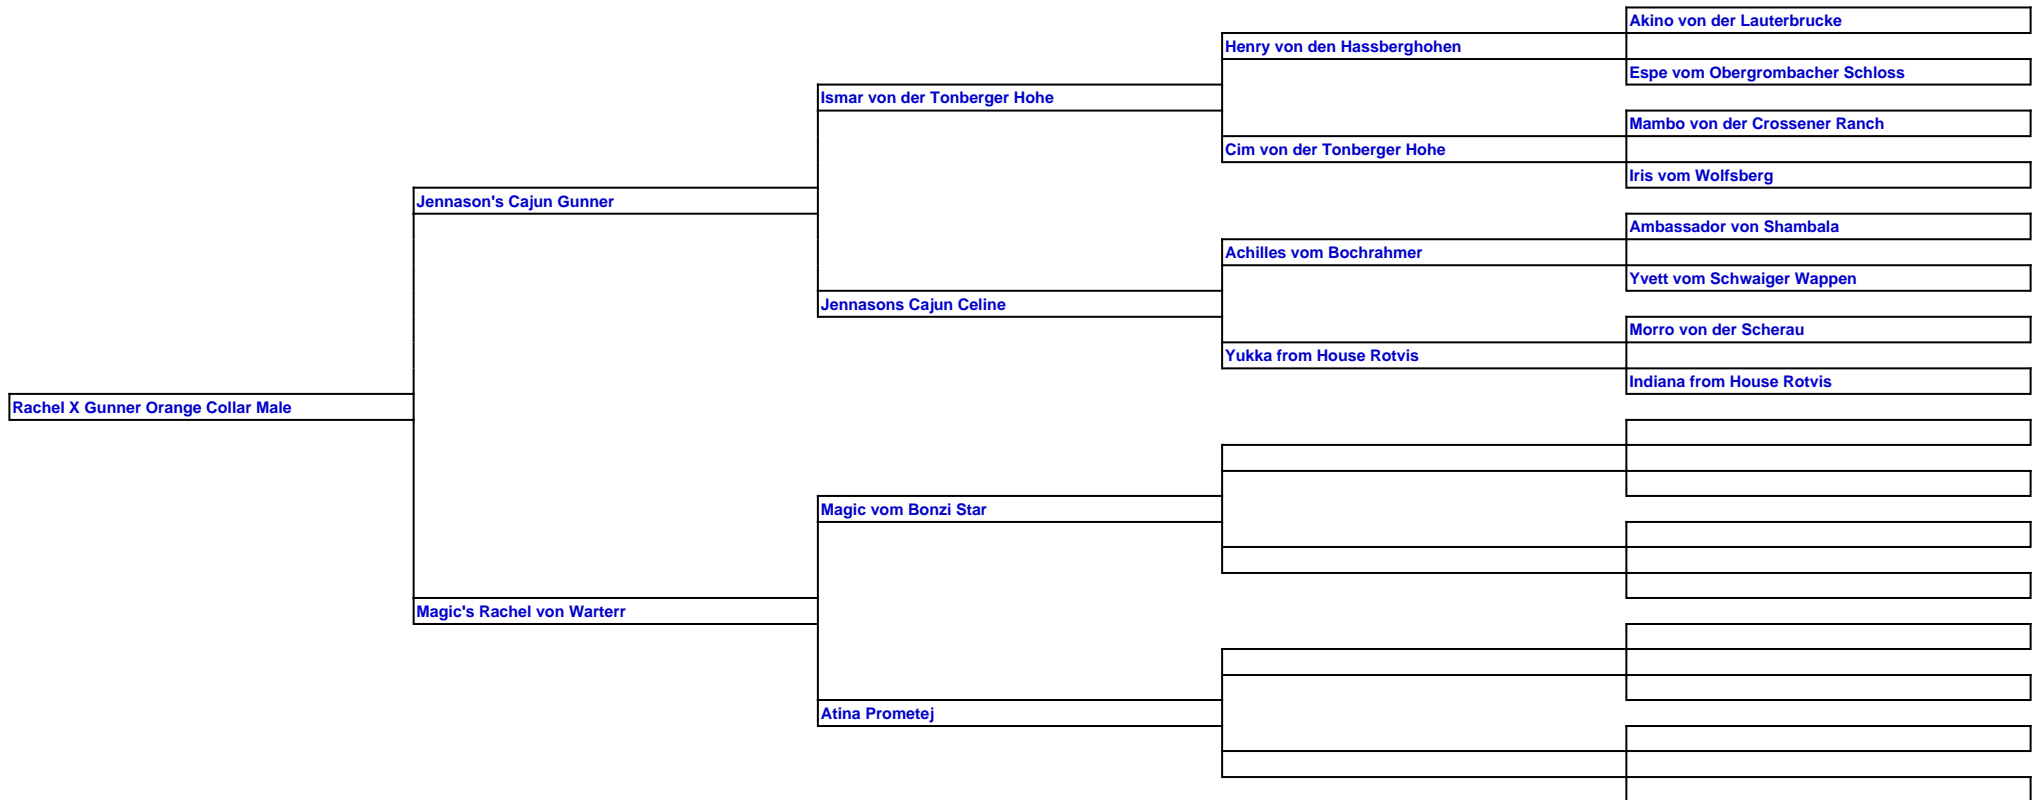 Akino von der Lauterbrucke
Henry von den Hassberghohen
Espe vom Obergrombacher Schloss
Ismar von der Tonberger Hohe
Mambo von der Crossener Ranch
Cim von der Tonberger Hohe
Iris vom Wolfsberg
Jennason's Cajun Gunner
Ambassador von Shambala
Achilles vom Bochrahmer
Yvett vom Schwaiger Wappen
Jennasons Cajun Celine
Morro von der Scherau
Yukka from House Rotvis
Indiana from House Rotvis
Rachel X Gunner Orange Collar Male
Magic vom Bonzi Star
Magic's Rachel von Warterr
Atina Prometej